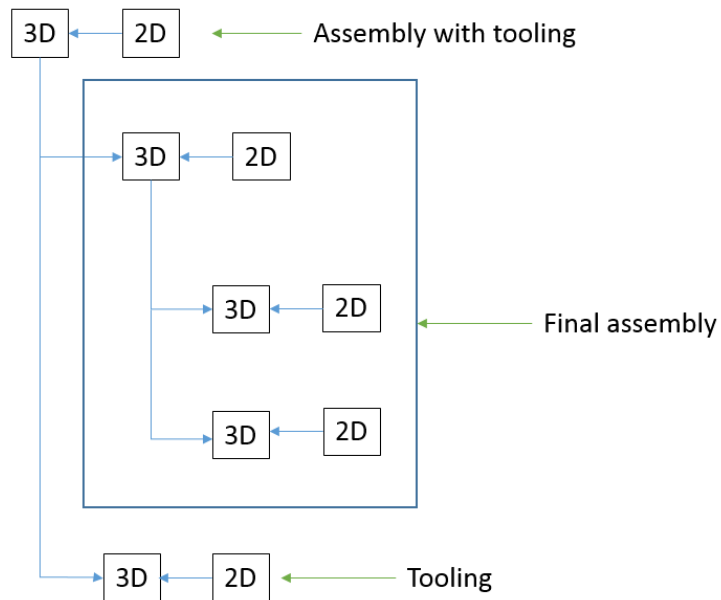 3D 2D Assembly with tooling
3D 2D
3D 2D
Final assembly
3D 2D
3D 2D Tooling